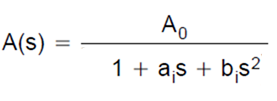 A(s) = A₀ / (1 + aᵢs + bᵢs²)